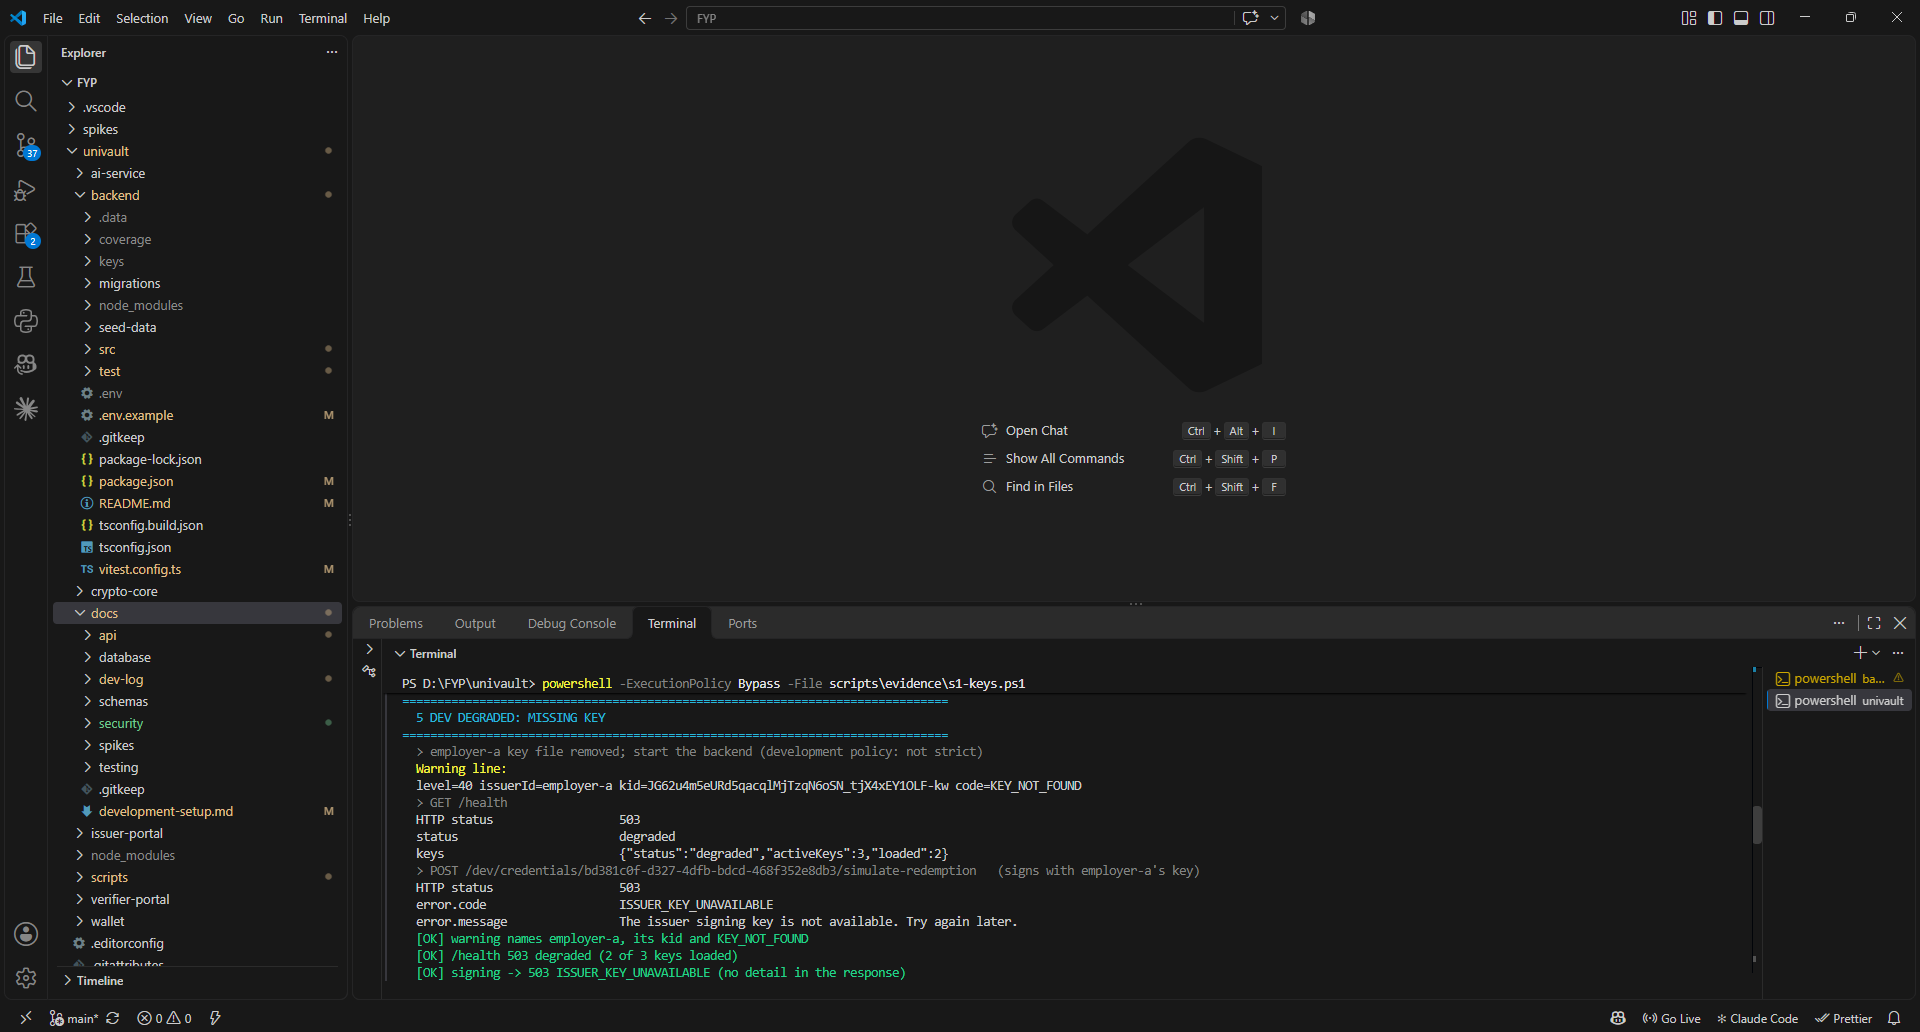 File Edit Selection View Go Run Terminal Help
FYP
Explorer
FYP
.vscode
spikes
univault
ai-service
backend
.data
coverage
keys
migrations
node_modules
seed-data
src
test
.env
.env.example M
.gitkeep
package-lock.json
package.json M
README.md M
tsconfig.build.json
tsconfig.json
TS vitest.config.ts M
crypto-core
docs
api
database
dev-log
schemas
security
spikes
testing
.gitkeep
development-setup.md M
issuer-portal
node_modules
scripts
verifier-portal
wallet
.editorconfig
.gitattributes
Timeline
37
2
Open Chat Ctrl + Alt + I
Show All Commands Ctrl + Shift + P
Find in Files Ctrl + Shift + F
Problems Output Debug Console Terminal Ports
Terminal
PS D:\FYP\univault> powershell -ExecutionPolicy Bypass -File scripts\evidence\s1-keys.ps1
==============================================================================
5 DEV DEGRADED: MISSING KEY
==============================================================================
> employer-a key file removed; start the backend (development policy: not strict)
Warning line:
level=40 issuerId=employer-a kid=JG62u4m5eURd5qacqlMjTzqN6oSN_tjX4xEY1OLF-kw code=KEY_NOT_FOUND
> GET /health
HTTP status 503
status degraded
keys {"status":"degraded","activeKeys":3,"loaded":2}
> POST /dev/credentials/bd381c0f-d327-4dfb-bdcd-468f352e8db3/simulate-redemption (signs with employer-a's key)
HTTP status 503
error.code ISSUER_KEY_UNAVAILABLE
error.message The issuer signing key is not available. Try again later.
[OK] warning names employer-a, its kid and KEY_NOT_FOUND
[OK] /health 503 degraded (2 of 3 keys loaded)
[OK] signing -> 503 ISSUER_KEY_UNAVAILABLE (no detail in the response)
powershell ba...
powershell univault
main* 0 0
Go Live Claude Code Prettier